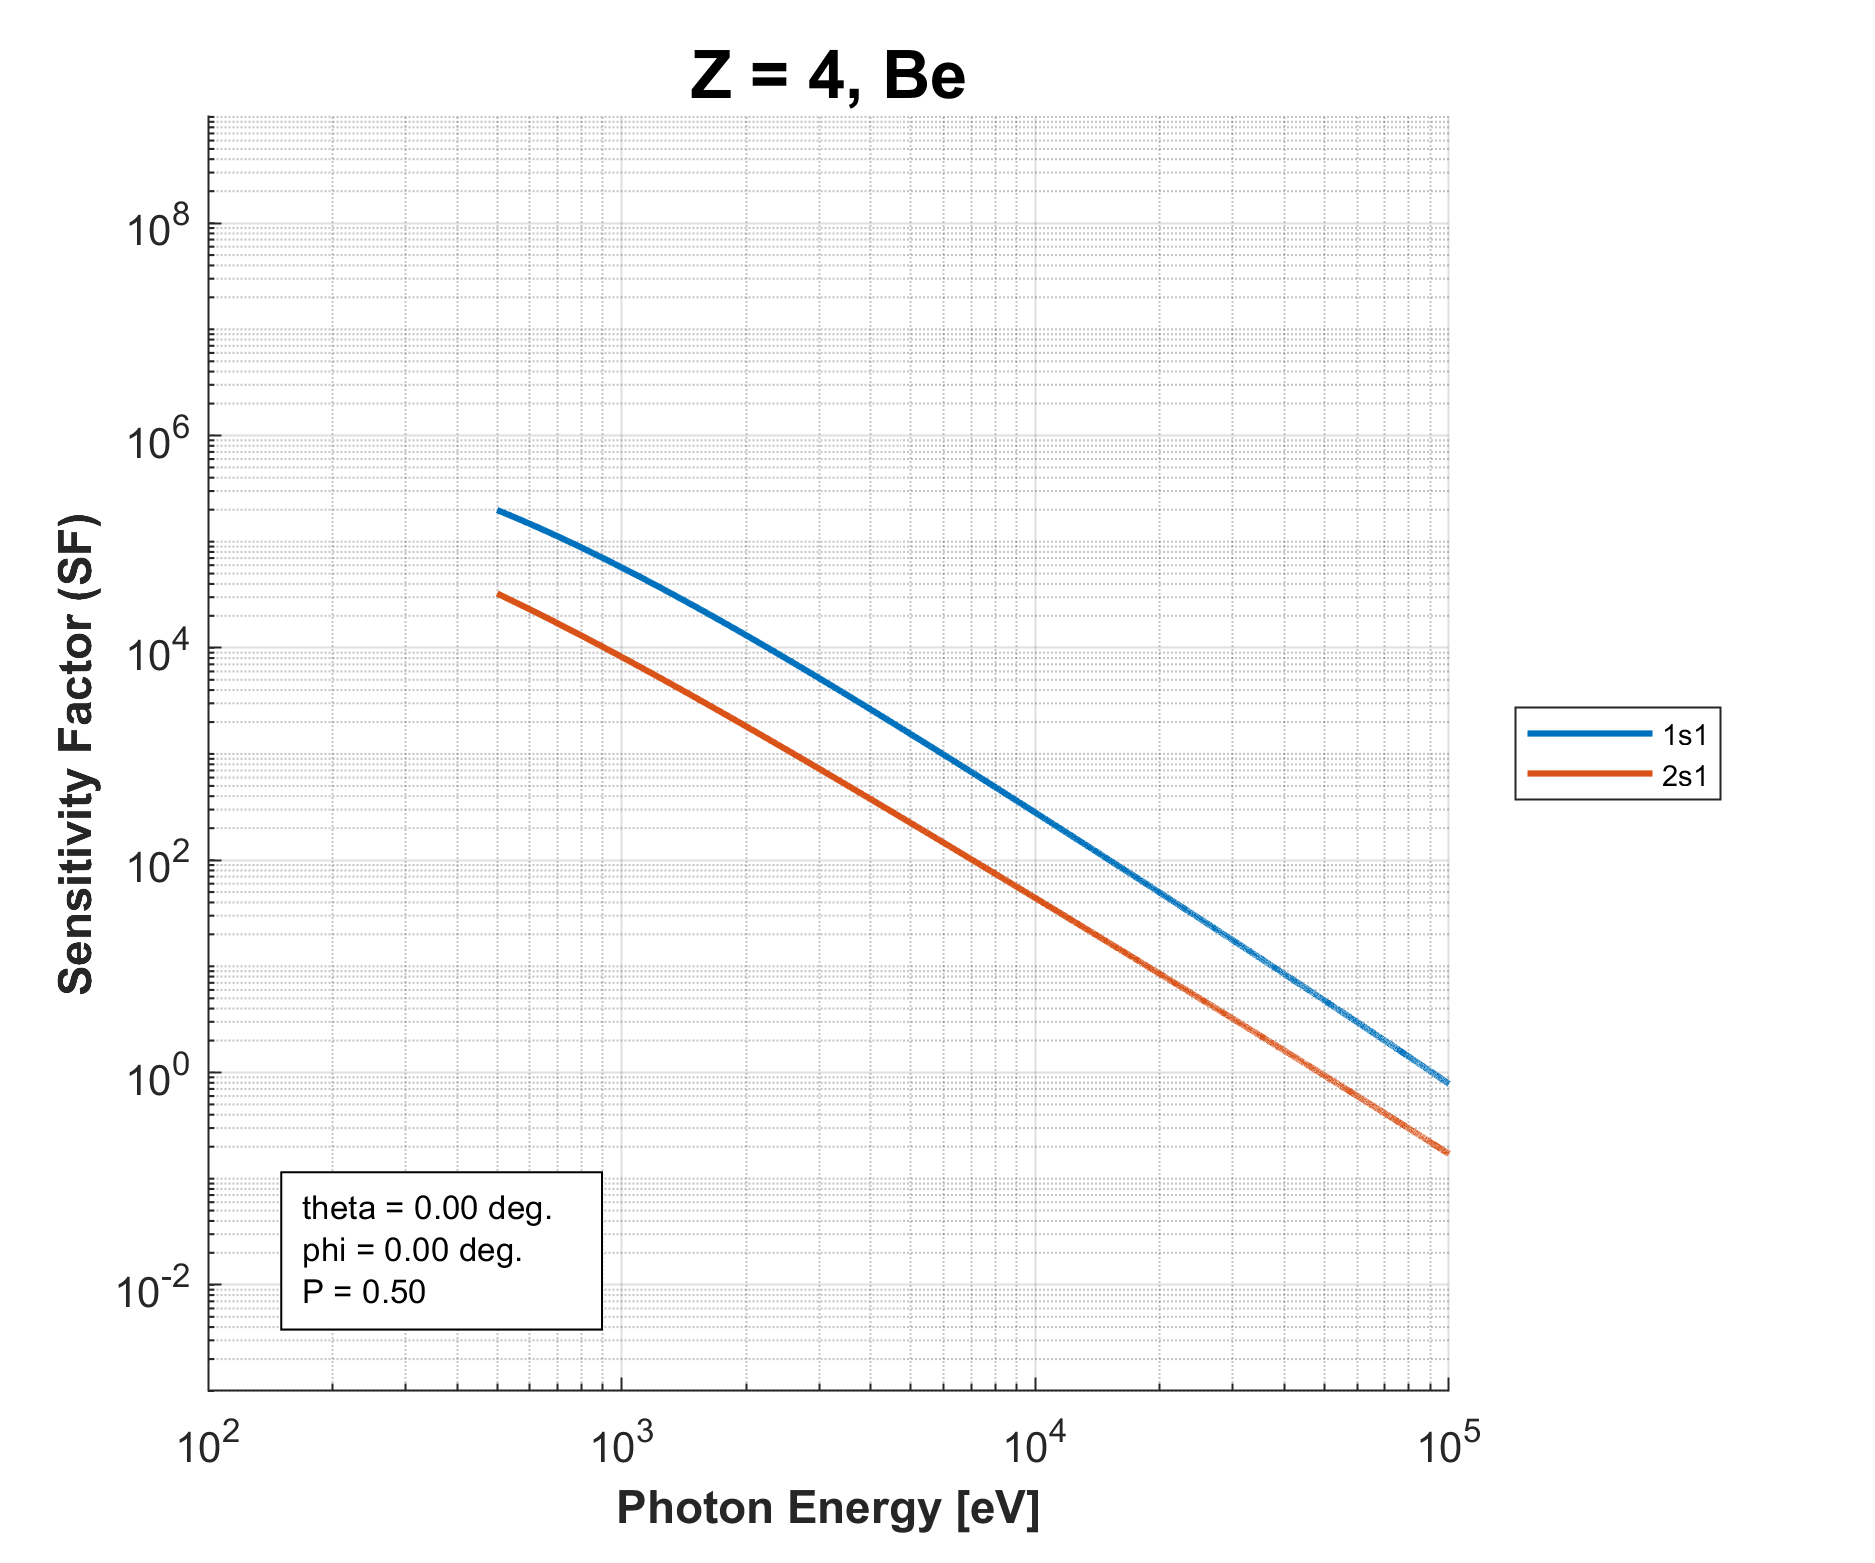 Z = 4, Be
Sensitivity Factor (SF)
10^8
10^6
10^4
10^2
10^0
10^-2
theta = 0.00 deg.
phi = 0.00 deg.
P = 0.50
10^2 10^3 10^4 10^5
Photon Energy [eV]
1s1
2s1